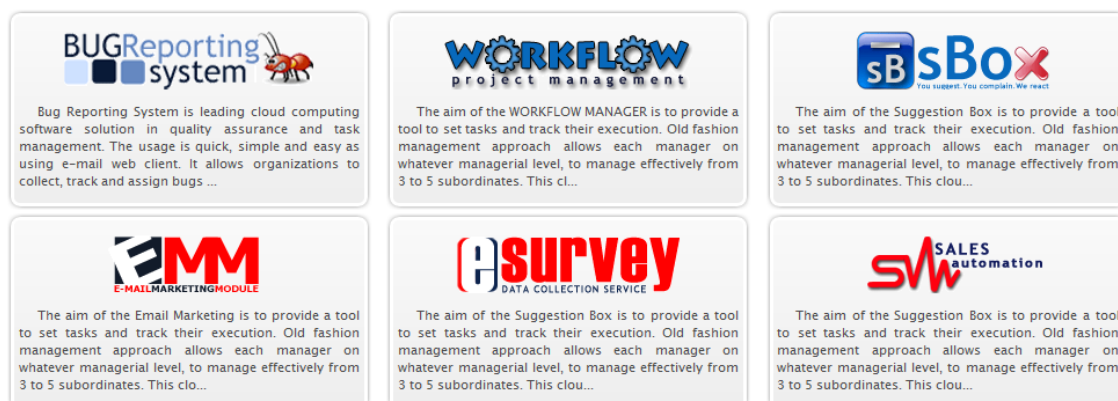 BUGReporting
system
Bug Reporting System is leading cloud computing
software solution in quality assurance and task
management. The usage is quick, simple and easy as
using e-mail web client. It allows organizations to
collect, track and assign bugs ...
WORKFLOW
project management
The aim of the WORKFLOW MANAGER is to provide a
tool to set tasks and track their execution. Old fashion
management approach allows each manager on
whatever managerial level, to manage effectively from
3 to 5 subordinates. This cl...
sB sBox
You suggest. You complain. We react
The aim of the Suggestion Box is to provide a tool
to set tasks and track their execution. Old fashion
management approach allows each manager on
whatever managerial level, to manage effectively from
3 to 5 subordinates. This clou...
EMM
E-MAILMARKETINGMODULE
The aim of the Email Marketing is to provide a tool
to set tasks and track their execution. Old fashion
management approach allows each manager on
whatever managerial level, to manage effectively from
3 to 5 subordinates. This clo...
esurvey
DATA COLLECTION SERVICE
The aim of the Suggestion Box is to provide a tool
to set tasks and track their execution. Old fashion
management approach allows each manager on
whatever managerial level, to manage effectively from
3 to 5 subordinates. This clou...
SALES
automation
The aim of the Suggestion Box is to provide a tool
to set tasks and track their execution. Old fashion
management approach allows each manager on
whatever managerial level, to manage effectively from
3 to 5 subordinates. This clou...